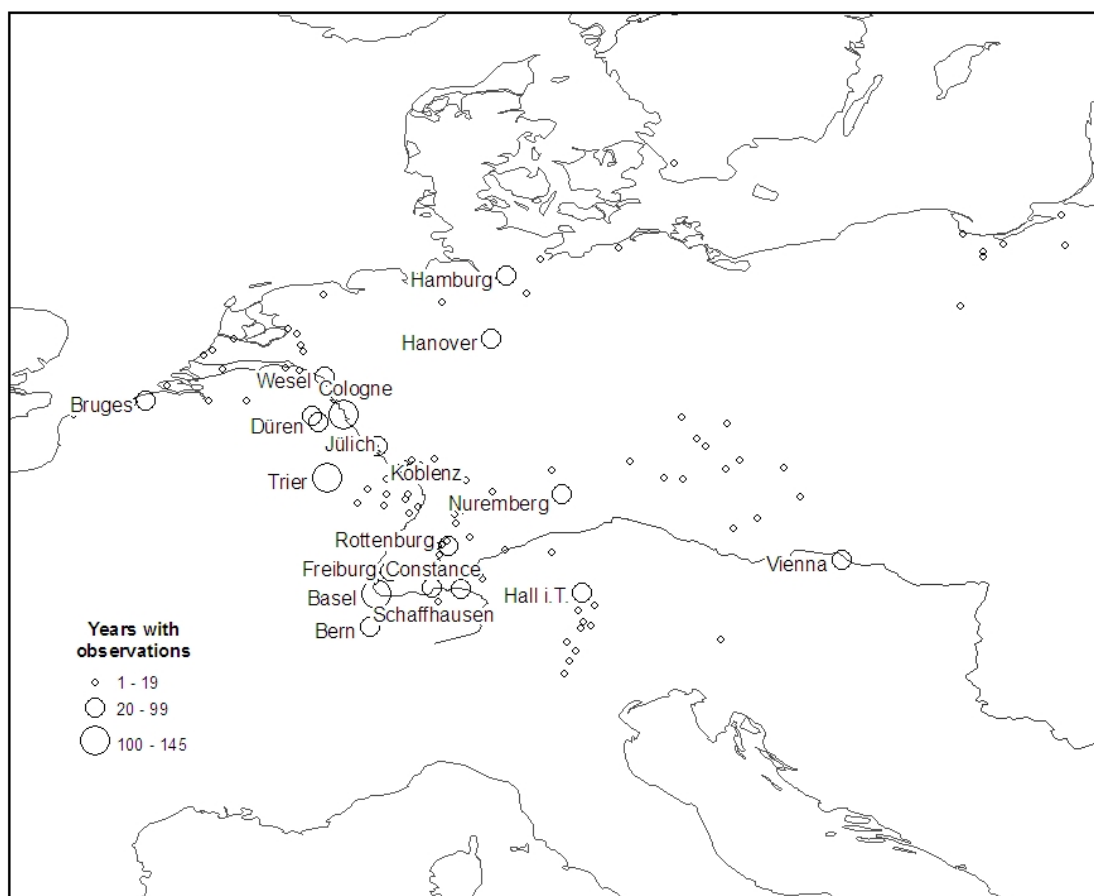 Hamburg
Hanover
Wesel
Cologne
Bruges
Düren
Jülich
Koblenz
Trier
Nuremberg
Rottenburg
Vienna
Freiburg Constance
Basel
Hall i.T.
Schaffhausen
Bern
Years with
observations
1 - 19
20 - 99
100 - 145